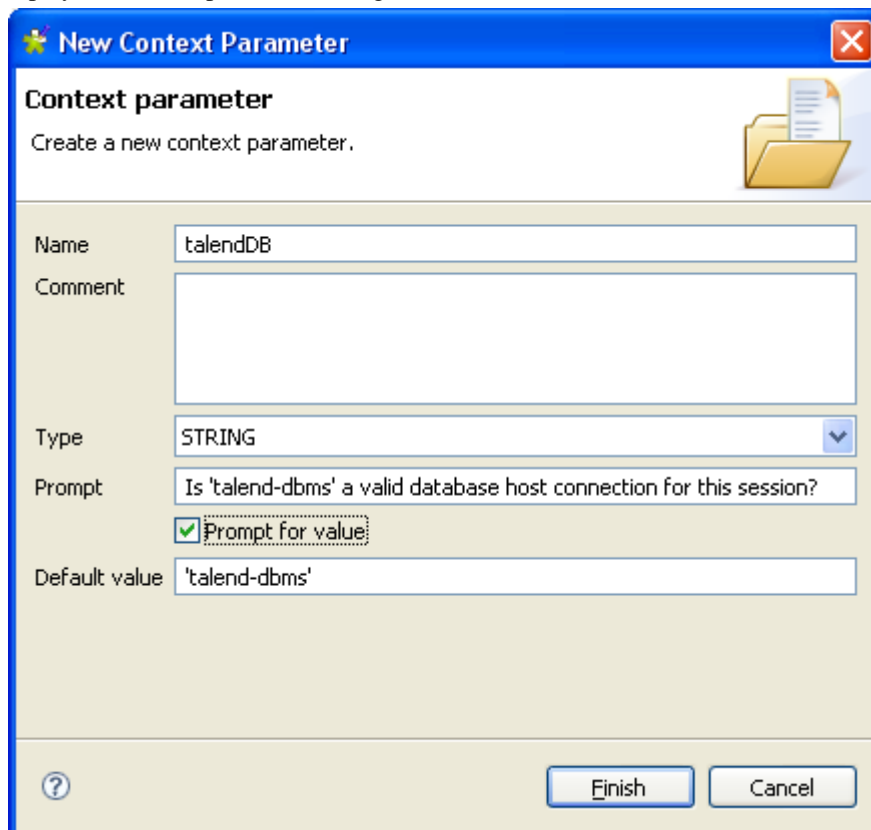 New Context Parameter
Context parameter
Create a new context parameter.
Name talendDB
Comment
Type STRING
Prompt Is 'talend-dbms' a valid database host connection for this session?
Prompt for value
Default value 'talend-dbms'
?
Finish Cancel